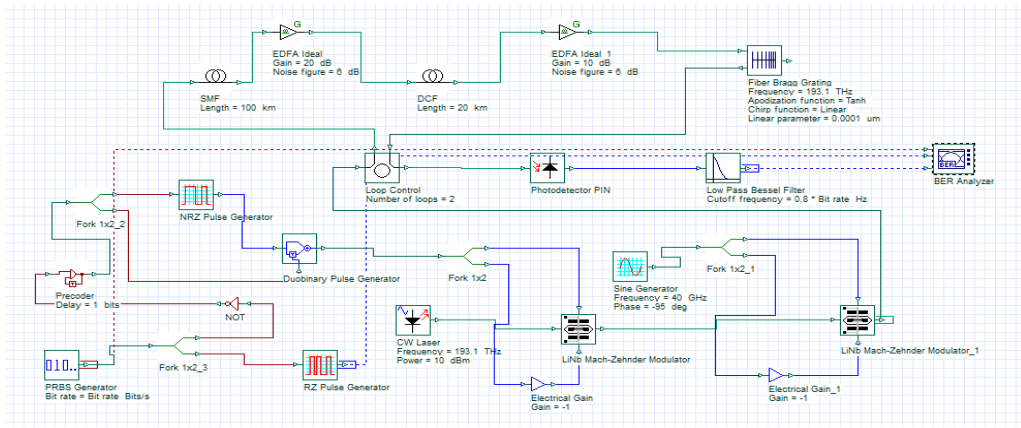 G
G
EDFA Ideal
Gain = 20 dB
Noise figure = 6 dB
EDFA Ideal 1
Gain = 10 dB
Noise figure = 6 dB
SMF
Length = 100 km
DCF
Length = 20 km
Fiber Bragg Grating
Frequency = 193.1 THz
Apodization function = Tanh
Chirp function = Linear
Linear parameter = 0.0001 um
Loop Control
Number of loops = 2
Photodetector PIN
Low Pass Bessel Filter
Cutoff frequency = 0.8 * Bit rate Hz
BER
BER Analyzer
NRZ Pulse Generator
Fork 1x2_2
Duobinary Pulse Generator
Fork 1x2
Sine Generator
Frequency = 40 GHz
Phase = -95 deg
Fork 1x2_1
Precoder
Delay = 1 bits
NOT
CW Laser
Frequency = 193.1 THz
Power = 10 dBm
LiNb Mach-Zehnder Modulator
LiNb Mach-Zehnder Modulator_1
Fork 1x2_3
PRBS Generator
Bit rate = Bit rate Bits/s
RZ Pulse Generator
Electrical Gain
Gain = -1
Electrical Gain_1
Gain = -1